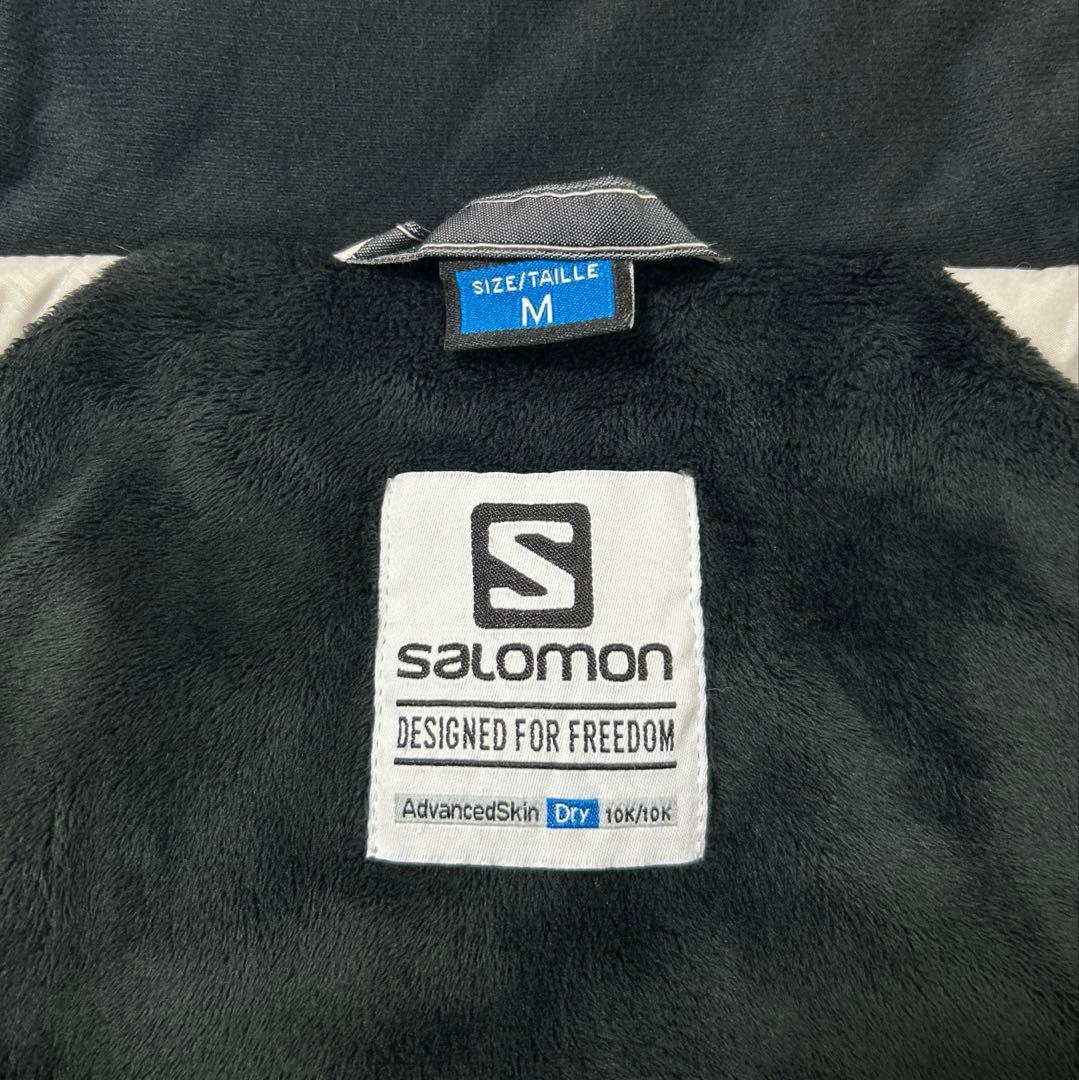 SIZE/TAILLE
M
S
salomon
DESIGNED FOR FREEDOM
AdvancedSkin Dry 10K/10K